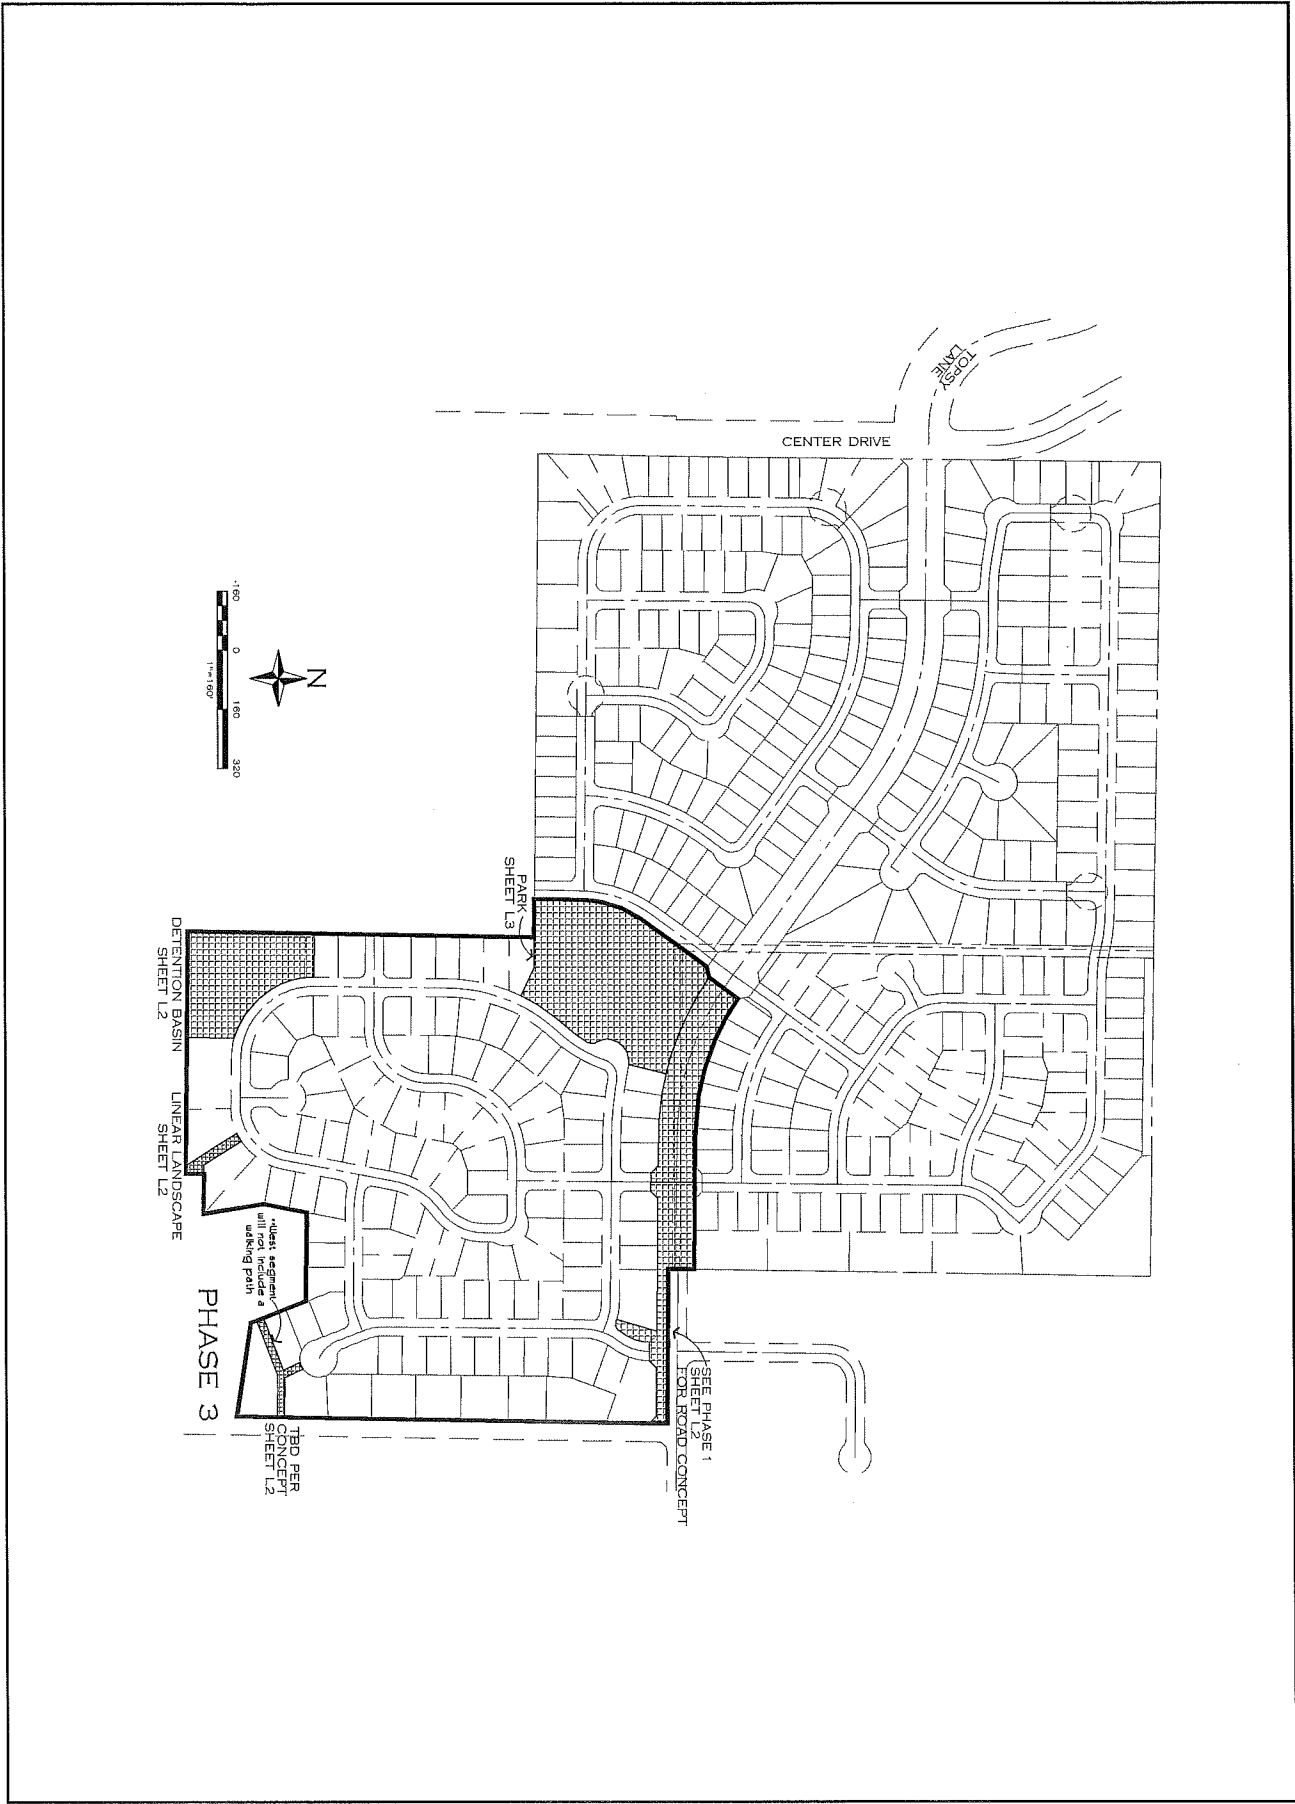 TOPSY
LANE
CENTER DRIVE
N
-160 0 160 320
1"=160'
PARK
SHEET L3
DETENTION BASIN
SHEET L2
LINEAR LANDSCAPE
SHEET L2
**West segment
will not include a
walking path
PHASE 3
SEE PHASE 1
SHEET L2
FOR ROAD CONCEPT
TBD PER
CONCEPT
SHEET L2